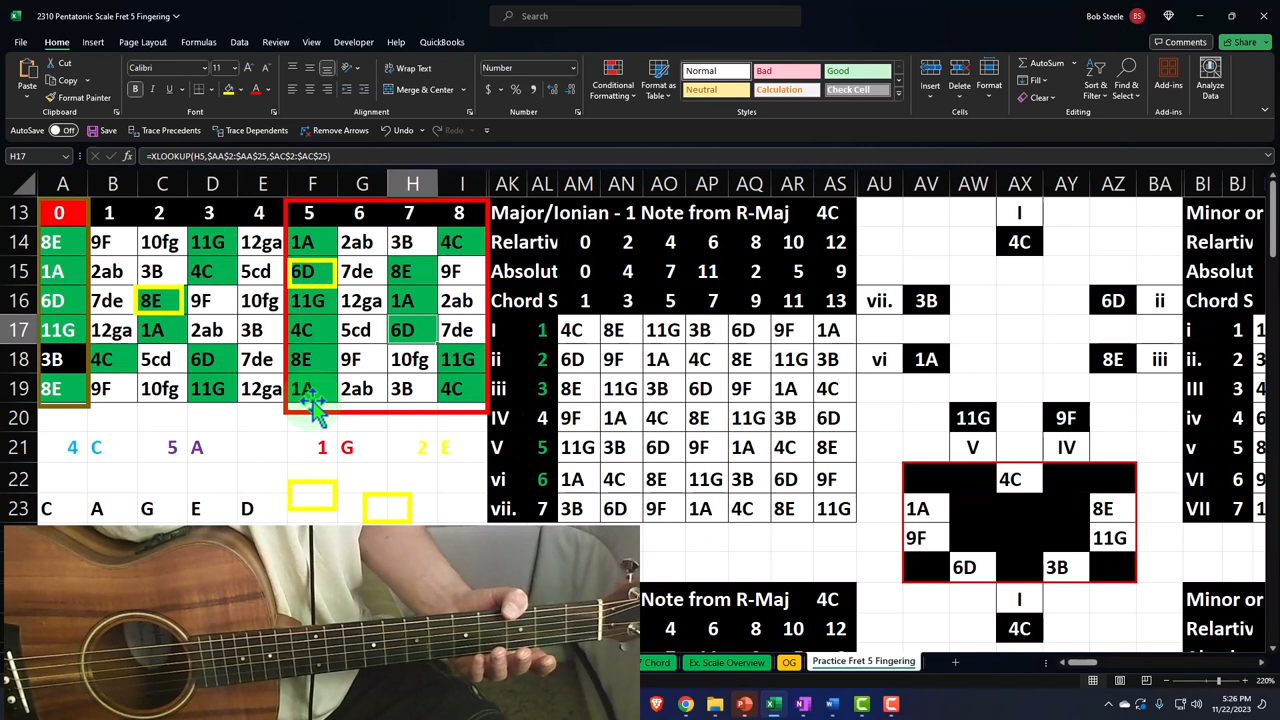 2310 Pentatonic Scale Fret 5 Fingering
Search
Bob Steele BS
File Home Insert Page Layout Formulas Data Review View Developer Help QuickBooks Comments Share
Paste Cut Copy Format Painter Calibri 11 Wrap Text Merge & Center Number Conditional Formatting Format as Table Normal Bad Good Neutral Calculation Check Cell Insert Delete Format AutoSum Fill Clear Sort & Filter Find & Select Add-ins Analyze Data
Clipboard Font Alignment Number Styles Cells Editing Add-ins
AutoSave Off Save Trace Precedents Trace Dependents Remove Arrows Undo Redo
H17 fx =XLOOKUP(H5,$AA$2:$AA$25,$AC$2:$AC$25)
A B C D E F G H I AK AL AM AN AO AP AQ AR AS AU AV AW AX AY AZ BA BI BJ
13 0 1 2 3 4 5 6 7 8 Major/Ionian - 1 Note from R-Maj 4C I Minor or
14 8E 9F 10fg 11G 12ga 1A 2ab 3B 4C Relartiv 0 2 4 6 8 10 12 4C Relartiv
15 1A 2ab 3B 4C 5cd 6D 7de 8E 9F Absolut 0 4 7 11 2 5 9 Absolut
16 6D 7de 8E 9F 10fg 11G 12ga 1A 2ab Chord S 1 3 5 7 9 11 13 vii. 3B 6D ii Chord S
17 11G 12ga 1A 2ab 3B 4C 5cd 6D 7de I 1 4C 8E 11G 3B 6D 9F 1A i 1
18 3B 4C 5cd 6D 7de 8E 9F 10fg 11G ii 2 6D 9F 1A 4C 8E 11G 3B vi 1A 8E iii ii. 2
19 8E 9F 10fg 11G 12ga 1A 2ab 3B 4C iii 3 8E 11G 3B 6D 9F 1A 4C III 3
20 IV 4 9F 1A 4C 8E 11G 3B 6D 11G 9F iv 4
21 4 C 5 A 1 G 2 E V 5 11G 3B 6D 9F 1A 4C 8E V IV v 5
22 vi 6 1A 4C 8E 11G 3B 6D 9F 4C VI 6
23 C A G E D vii. 7 3B 6D 9F 1A 4C 8E 11G 1A 8E VII 7
9F 11G
6D 3B
Note from R-Maj 4C I Minor or
4 6 8 10 12 4C Relartiv
Chord Ex. Scale Overview OG Practice Fret 5 Fingering
220%
5:26 PM
11/22/2023